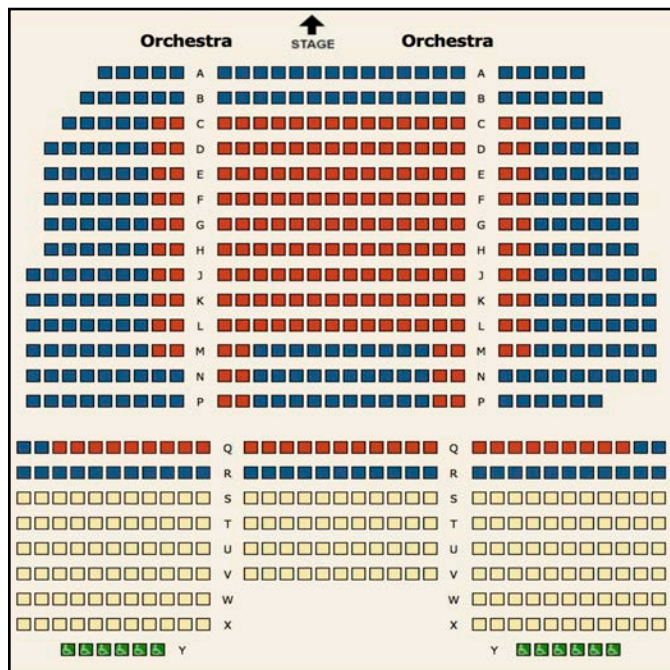 Orchestra STAGE Orchestra
A A
B B
C C
D D
E E
F F
G G
H H
J J
K K
L L
M M
N N
P P
Q Q
R R
S S
T T
U U
V V
W W
X X
Y Y